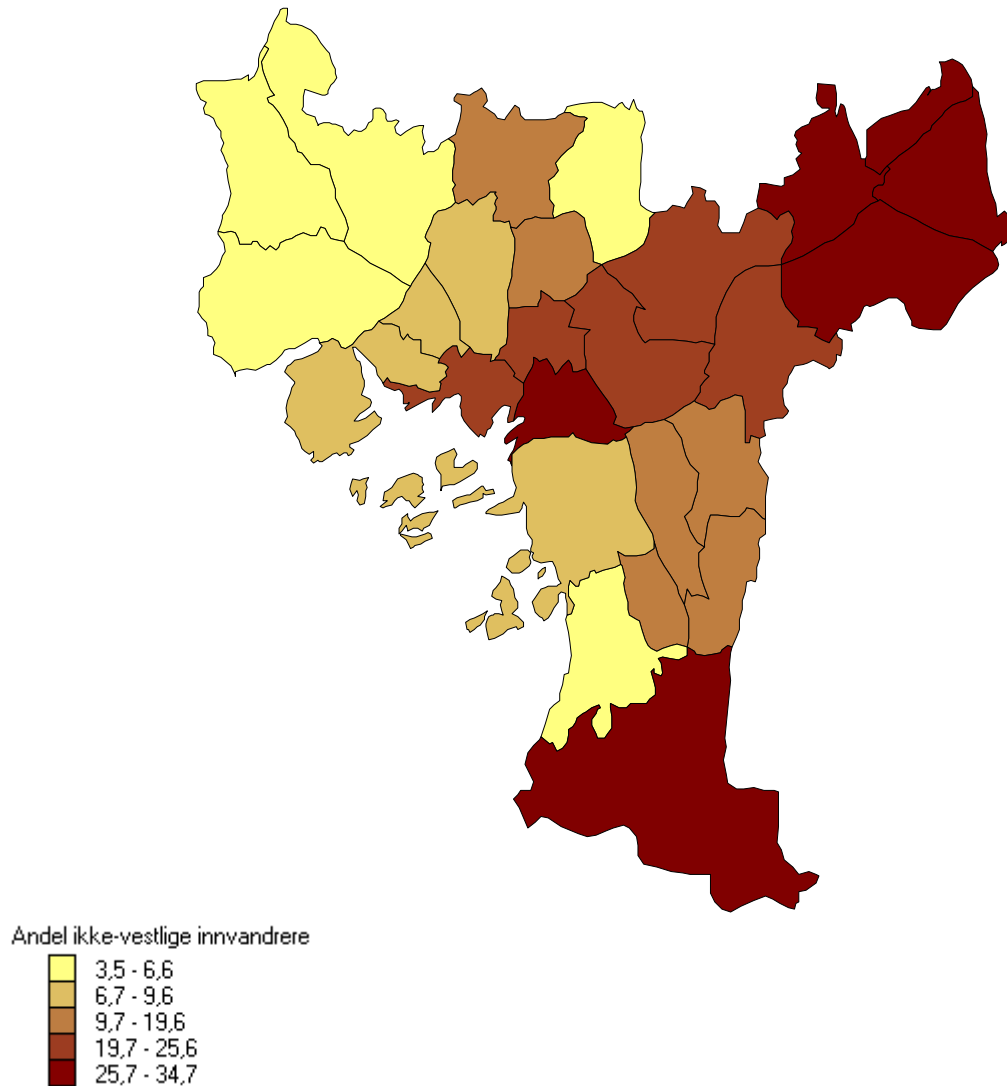 Andel ikke-vestlige innvandrere
3,5 - 6,6
6,7 - 9,6
9,7 - 19,6
19,7 - 25,6
25,7 - 34,7